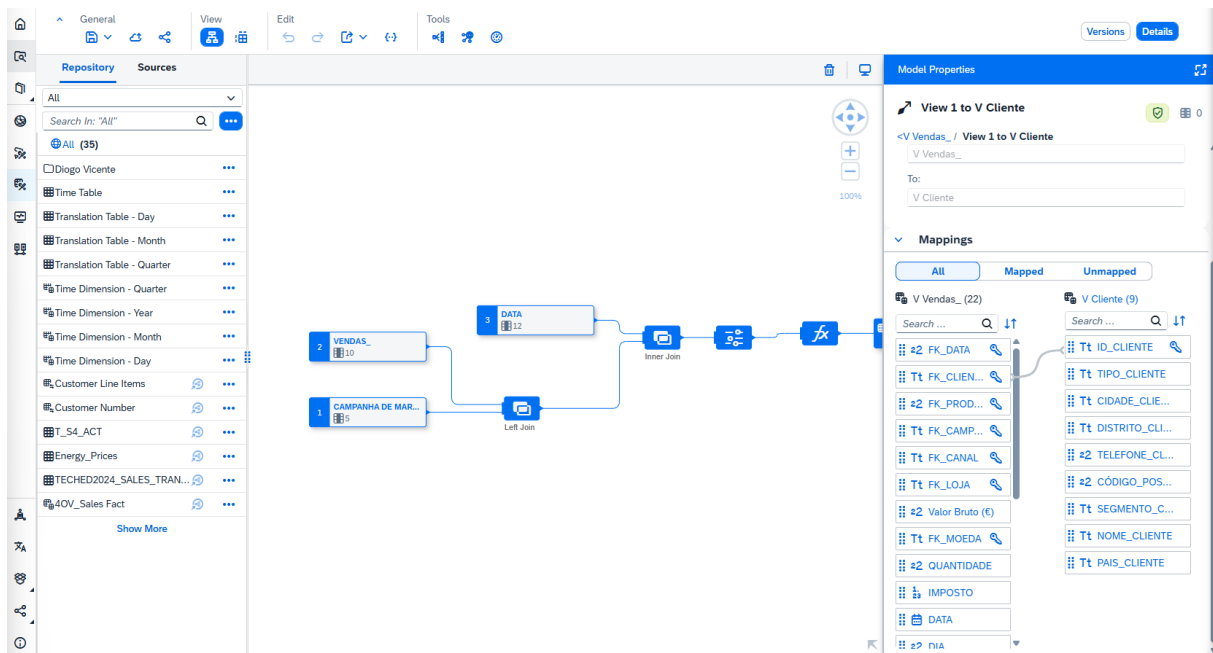 General
View
Edit
Tools
Versions
Details
Repository
Sources
All
Search In: "All"
All (35)
Diogo Vicente
Time Table
Translation Table - Day
Translation Table - Month
Translation Table - Quarter
Time Dimension - Quarter
Time Dimension - Year
Time Dimension - Month
Time Dimension - Day
Customer Line Items
Customer Number
T_S4_ACT
Energy_Prices
TECHED2024_SALES_TRAN...
4OV_Sales Fact
Show More
100%
3
DATA
12
2
VENDAS_
10
1
CAMPANHA DE MAR...
5
Left Join
Inner Join
fx
Model Properties
View 1 to V Cliente
0
<V Vendas_ / View 1 to V Cliente
V Vendas_
To:
V Cliente
Mappings
All
Mapped
Unmapped
V Vendas_ (22)
Search ...
FK_DATA
FK_CLIEN...
FK_PROD...
FK_CAMP...
FK_CANAL
FK_LOJA
Valor Bruto (€)
FK_MOEDA
QUANTIDADE
IMPOSTO
DATA
DIA
V Cliente (9)
Search ...
ID_CLIENTE
TIPO_CLIENTE
CIDADE_CLIE...
DISTRITO_CLI...
TELEFONE_CL...
CÓDIGO_POS...
SEGMENTO_C...
NOME_CLIENTE
PAIS_CLIENTE